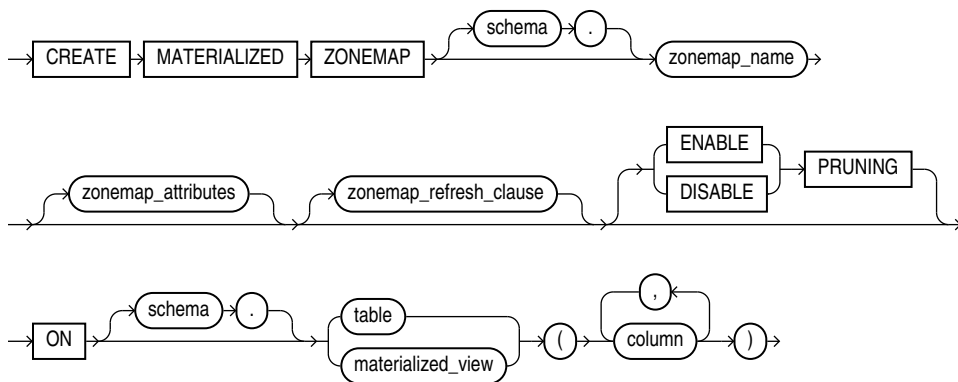 schema .
CREATE MATERIALIZED ZONEMAP zonemap_name
ENABLE
zonemap_attributes zonemap_refresh_clause PRUNING
DISABLE
schema . table ,
ON ( column )
materialized_view